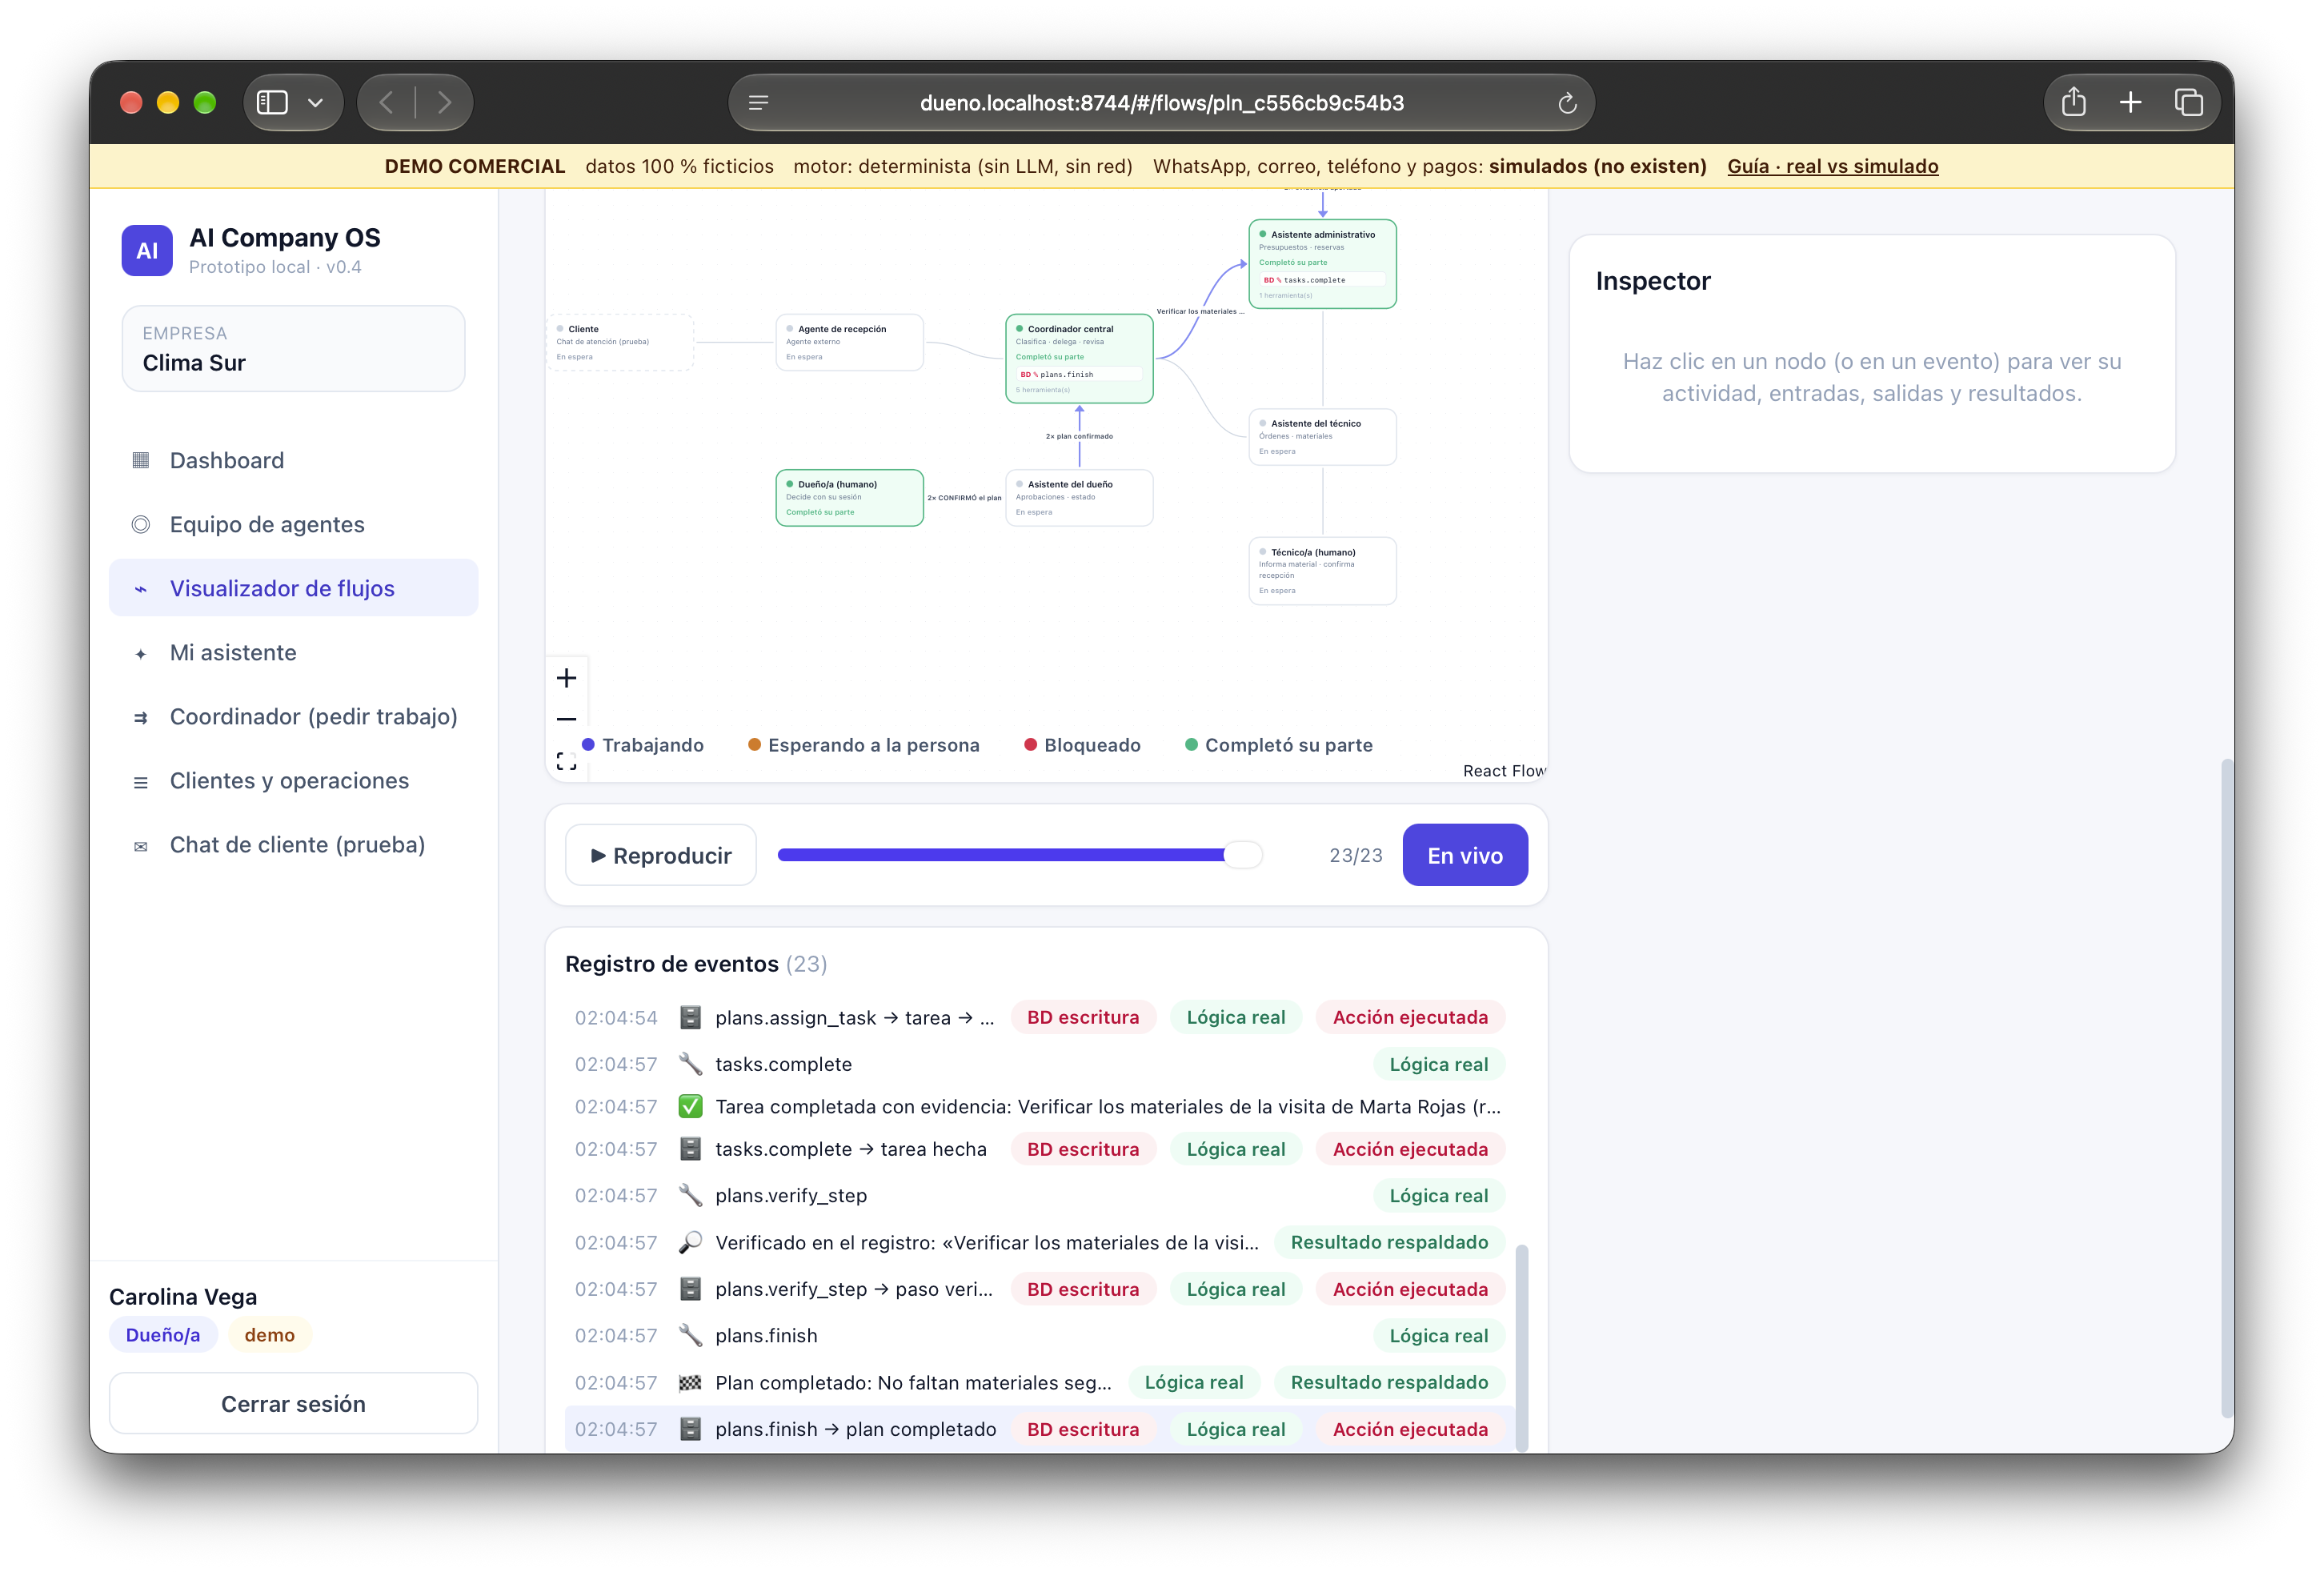 dueno.localhost:8744/#/flows/pln_c556cb9c54b3
DEMO COMERCIAL datos 100 % ficticios motor: determinista (sin LLM, sin red) WhatsApp, correo, teléfono y pagos: simulados (no existen) Guía · real vs simulado
AI
AI Company OS
Prototipo local · v0.4
EMPRESA
Clima Sur
Dashboard
Equipo de agentes
Visualizador de flujos
Mi asistente
Coordinador (pedir trabajo)
Clientes y operaciones
Chat de cliente (prueba)
Carolina Vega
Dueño/a demo
Cerrar sesión
Asistente administrativo
Presupuestos · reservas
Completó su parte
BD tasks.complete
1 herramienta(s)
Verificar los materiales ...
Cliente
Chat de atención (prueba)
En espera
Agente de recepción
Agente externo
En espera
Coordinador central
Clasifica · delega · revisa
Completó su parte
BD plans.finish
5 herramienta(s)
2× plan confirmado
Asistente del técnico
Órdenes · materiales
En espera
Dueño/a (humano)
Decide con su sesión
Completó su parte
2× CONFIRMÓ el plan
Asistente del dueño
Aprobaciones · estado
En espera
Técnico/a (humano)
Informa material · confirma
recepción
En espera
Trabajando Esperando a la persona Bloqueado Completó su parte
React Flow
Reproducir 23/23 En vivo
Registro de eventos (23)
02:04:54 plans.assign_task → tarea → ... BD escritura Lógica real Acción ejecutada
02:04:57 tasks.complete Lógica real
02:04:57 Tarea completada con evidencia: Verificar los materiales de la visita de Marta Rojas (r...
02:04:57 tasks.complete → tarea hecha BD escritura Lógica real Acción ejecutada
02:04:57 plans.verify_step Lógica real
02:04:57 Verificado en el registro: «Verificar los materiales de la visi... Resultado respaldado
02:04:57 plans.verify_step → paso veri... BD escritura Lógica real Acción ejecutada
02:04:57 plans.finish Lógica real
02:04:57 Plan completado: No faltan materiales seg... Lógica real Resultado respaldado
02:04:57 plans.finish → plan completado BD escritura Lógica real Acción ejecutada
Inspector
Haz clic en un nodo (o en un evento) para ver su
actividad, entradas, salidas y resultados.